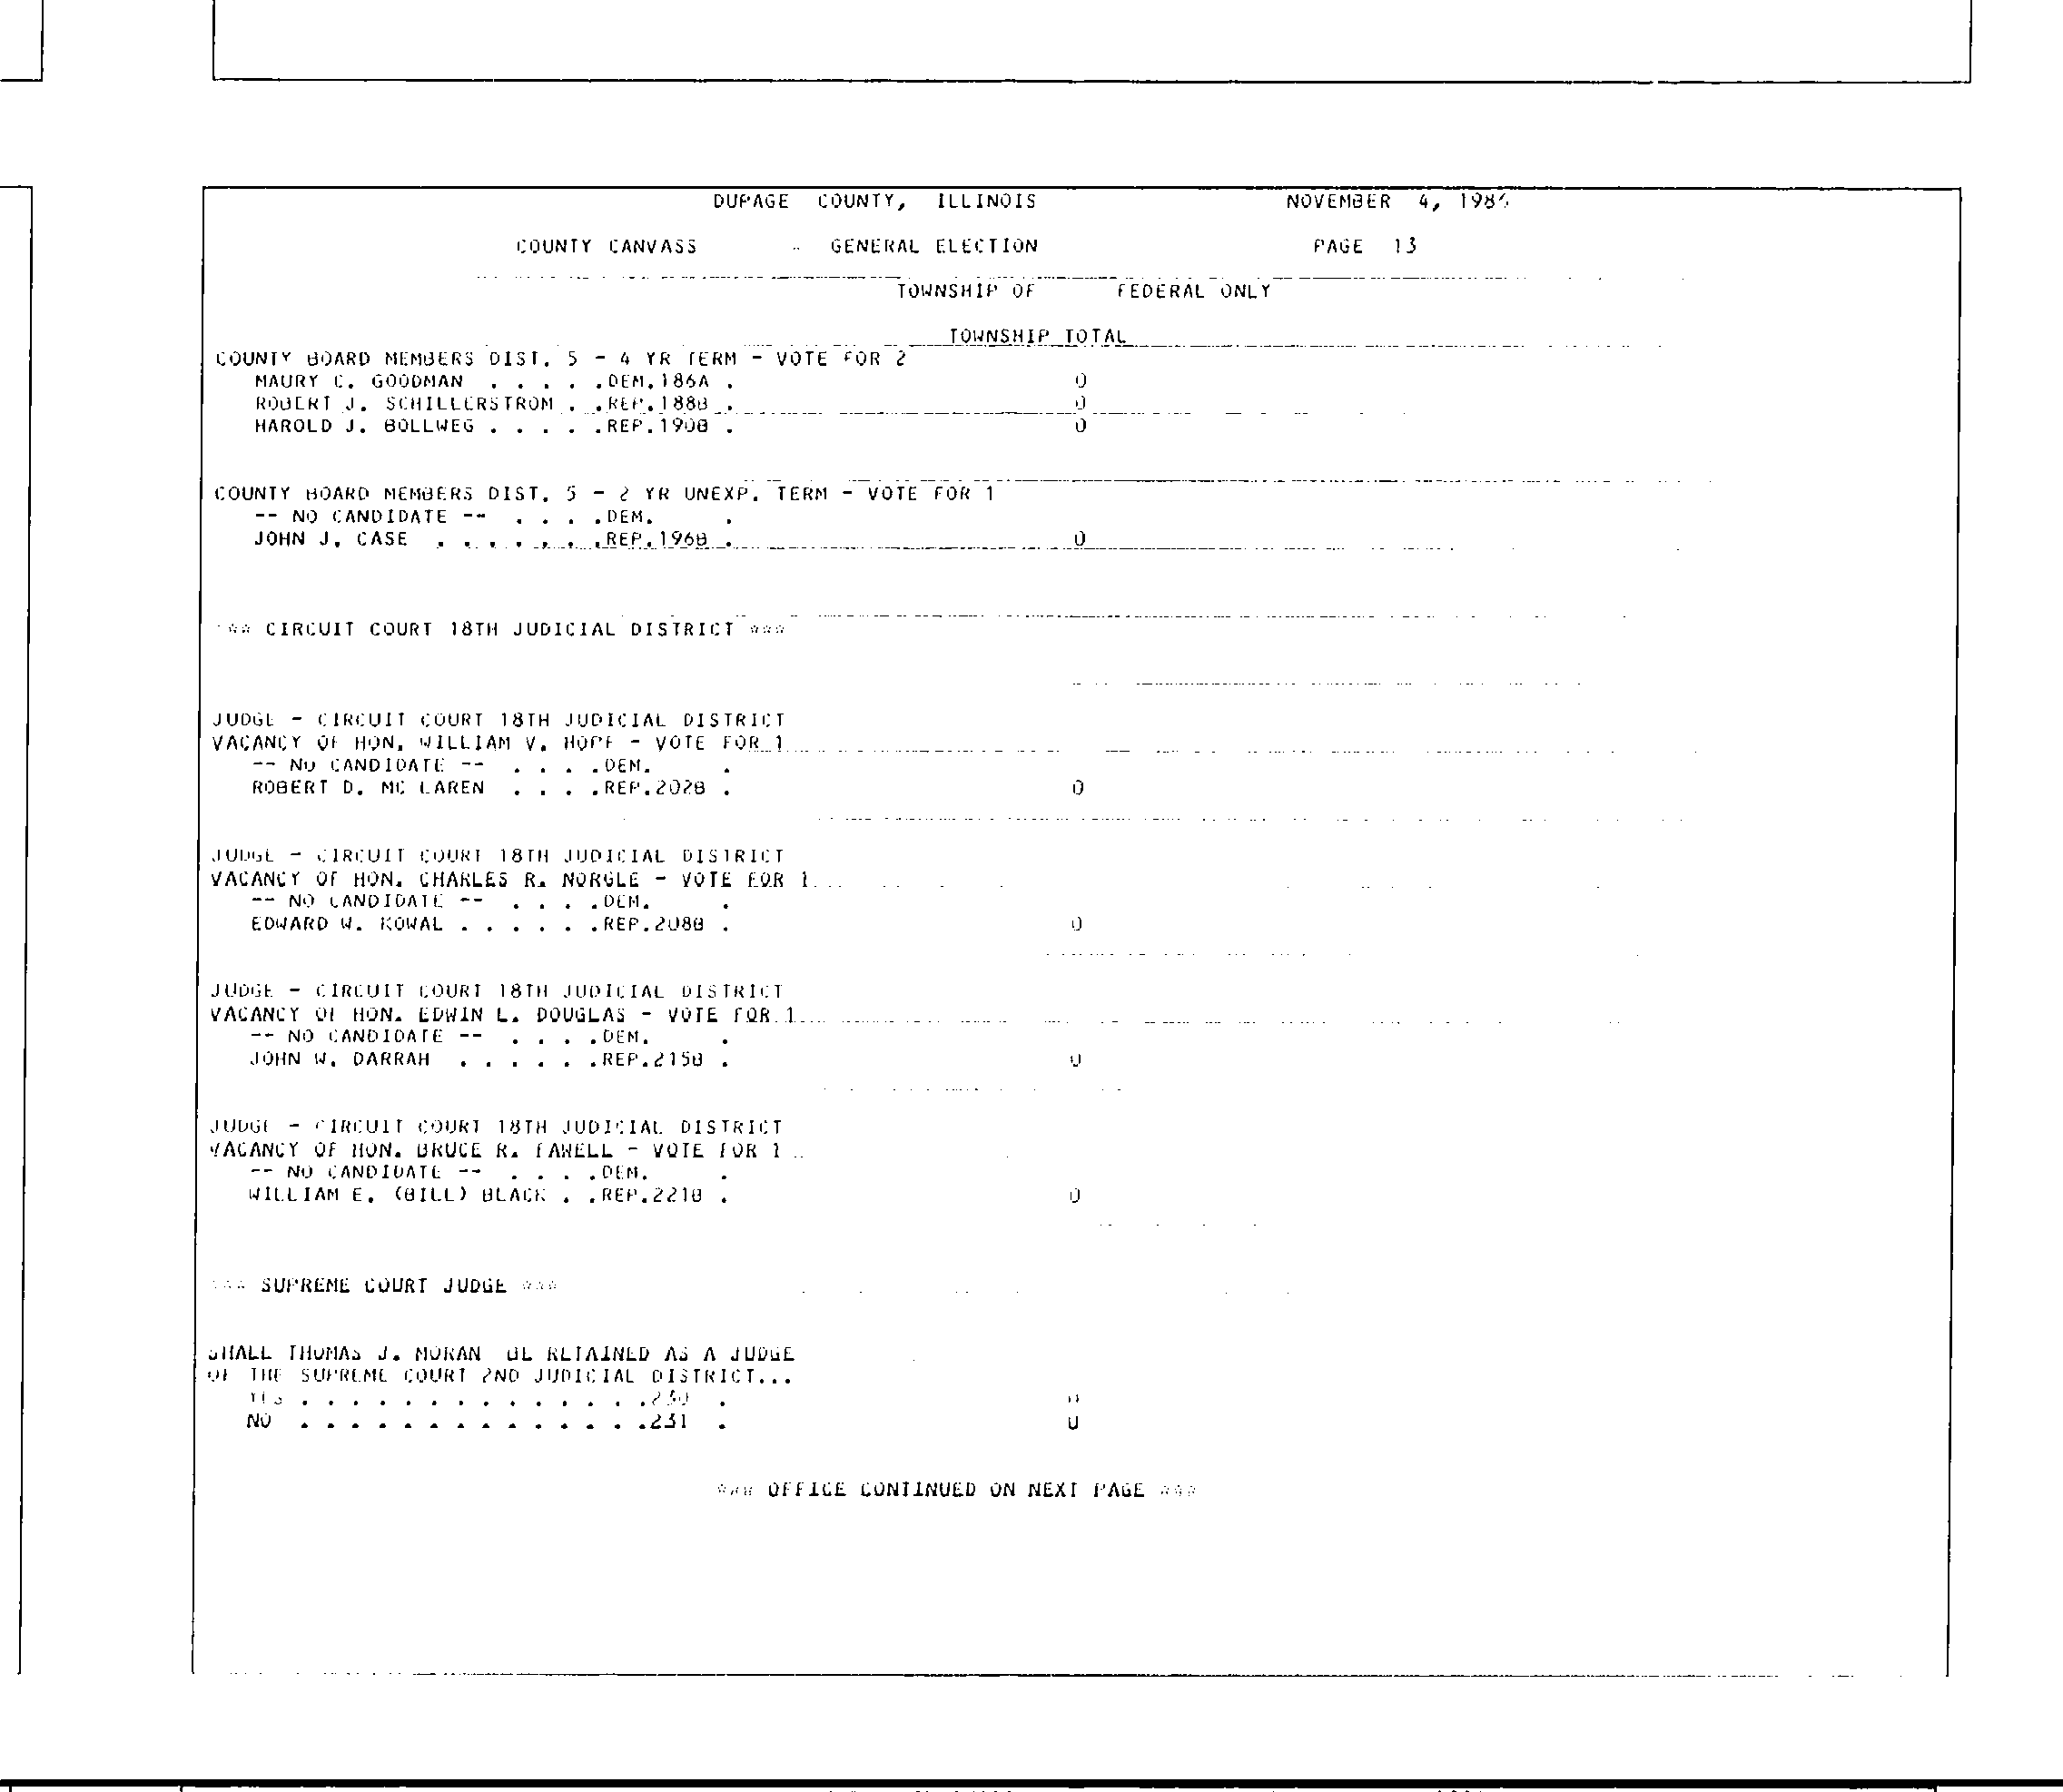 DUPAGE COUNTY, ILLINOIS NOVEMBER 4, 1986
COUNTY CANVASS - GENERAL ELECTION PAGE 13
TOWNSHIP OF FEDERAL ONLY
TOWNSHIP TOTAL
COUNTY BOARD MEMBERS DIST. 5 - 4 YR TERM - VOTE FOR 2
MAURY C. GOODMAN . . . . . .DEM.186A . 0
ROBERT J. SCHILLERSTROM . .REP.188B . 0
HAROLD J. BOLLWEG . . . . .REP.190B . 0
COUNTY BOARD MEMBERS DIST. 5 - 2 YR UNEXP. TERM - VOTE FOR 1
-- NO CANDIDATE -- . . . .DEM. .
JOHN J. CASE . . . . . . .REP.196B . 0
*** CIRCUIT COURT 18TH JUDICIAL DISTRICT ***
JUDGE - CIRCUIT COURT 18TH JUDICIAL DISTRICT
VACANCY OF HON. WILLIAM V. HOPF - VOTE FOR 1
-- NO CANDIDATE -- . . . .DEM. .
ROBERT D. MC LAREN . . . .REP.202B . 0
JUDGE - CIRCUIT COURT 18TH JUDICIAL DISTRICT
VACANCY OF HON. CHARLES R. NORGLE - VOTE FOR 1
-- NO CANDIDATE -- . . . .DEM. .
EDWARD W. KOWAL . . . . . .REP.208B . 0
JUDGE - CIRCUIT COURT 18TH JUDICIAL DISTRICT
VACANCY OF HON. EDWIN L. DOUGLAS - VOTE FOR 1
-- NO CANDIDATE -- . . . .DEM. .
JOHN W. DARRAH . . . . . .REP.215B . 0
JUDGE - CIRCUIT COURT 18TH JUDICIAL DISTRICT
VACANCY OF HON. BRUCE R. FAWELL - VOTE FOR 1
-- NO CANDIDATE -- . . . .DEM. .
WILLIAM E. (BILL) BLACK . .REP.221B . 0
*** SUPREME COURT JUDGE ***
SHALL THOMAS J. MORAN BE RETAINED AS A JUDGE
OF THE SUPREME COURT 2ND JUDICIAL DISTRICT...
YES . . . . . . . . . . . . . .230 . 0
NO . . . . . . . . . . . . . .231 . 0
*** OFFICE CONTINUED ON NEXT PAGE ***